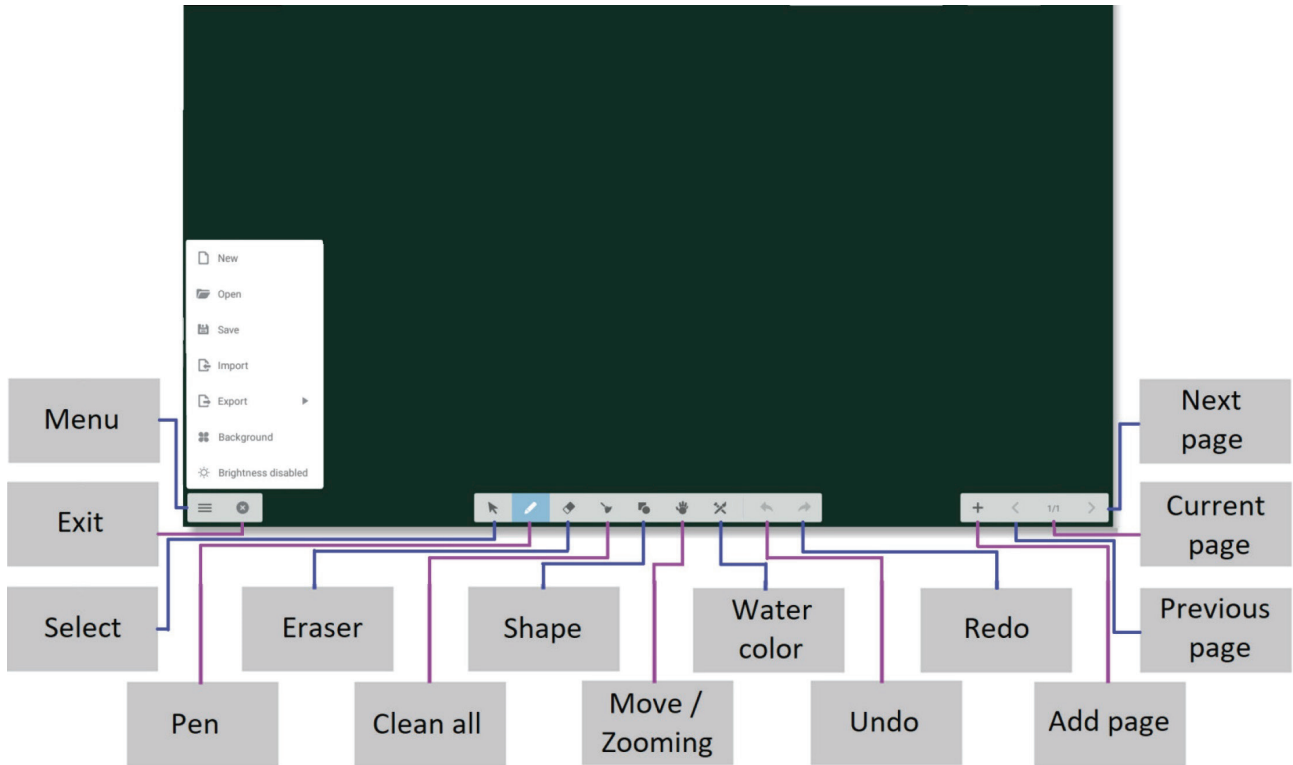 New
Open
Save
Import
Export
Background
Brightness disabled
1/1
Menu
Exit
Select
Pen
Eraser
Clean all
Shape
Move /
Zooming
Water
color
Undo
Redo
Add page
Next
page
Current
page
Previous
page